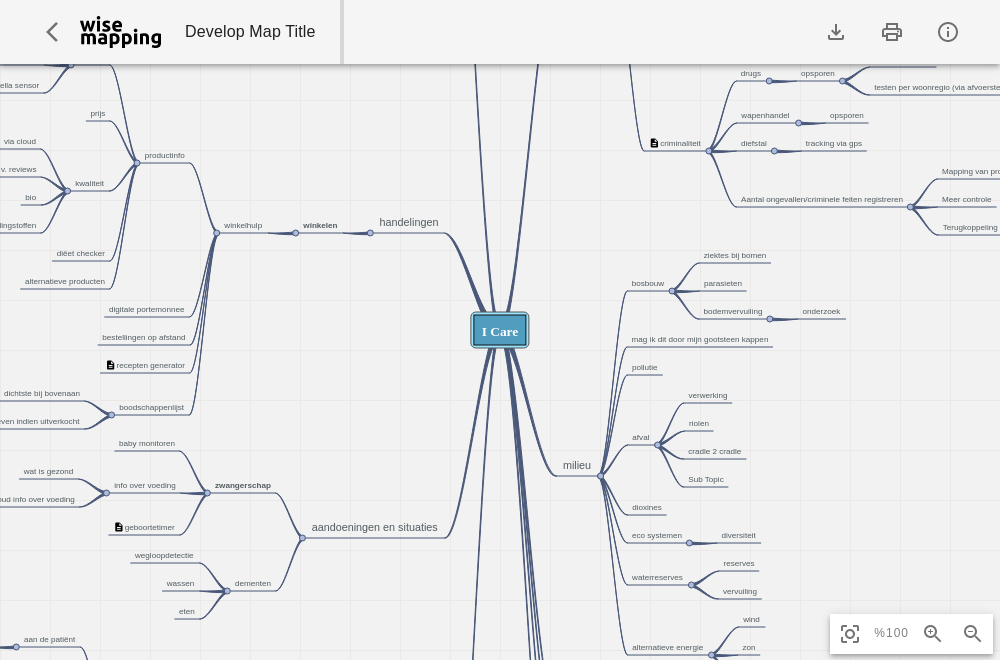 wise
mapping
Develop Map Title
drugs
opsporen
testen per woonregio (via
wapenhandel
opsporen
criminaliteit
diefstal
tracking via gps
Mapping van
Aantal ongevallen/criminele feiten registreren
Meer controle
Terugkoppeling
sensor
prijs
via cloud
productinfo
v. reviews
kwaliteit
bio
diëet checker
alternatieve producten
winkelhulp
winkelen
handelingen
digitale portemonnee
bestellingen op afstand
recepten generator
dichtste bij bovenaan
boodschappenlijst
indien uitverkocht
I Care
ziektes bij bomen
bosbouw
parasieten
bodemvervuiling
onderzoek
mag ik dit door mijn gootsteen kappen
pollutie
verwerking
riolen
afval
cradle 2 cradle
Sub Topic
milieu
dioxines
eco systemen
diversiteit
reserves
waterreserves
vervuiling
wind
alternatieve energie
zon
baby monitoren
wat is gezond
info over voeding
zwangerschap
info over voeding
geboortetimer
aandoeningen en situaties
wegloopdetectie
wassen
dementen
eten
aan de patiënt
%100